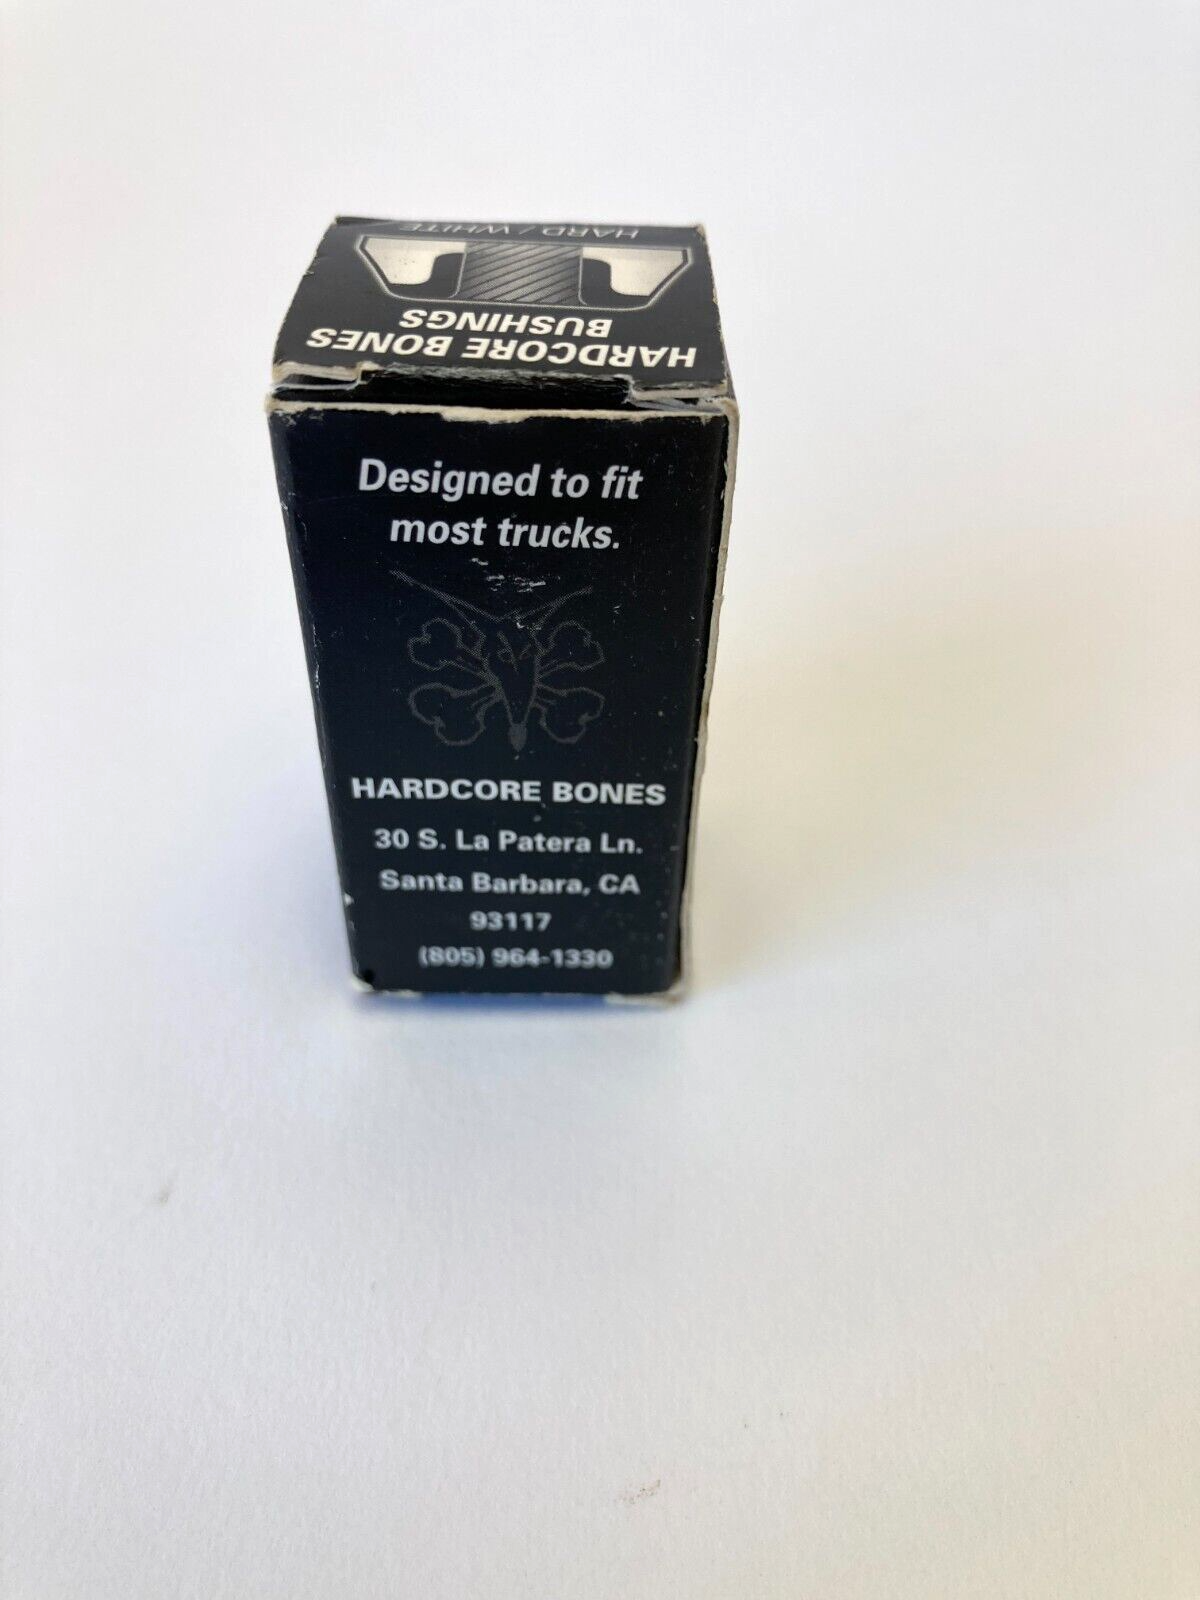 HARDCORE BONES
BUSHINGS
HARD / WHITE
Designed to fit
most trucks.
HARDCORE BONES
30 S. La Patera Ln.
Santa Barbara, CA
93117
(805) 964-1330